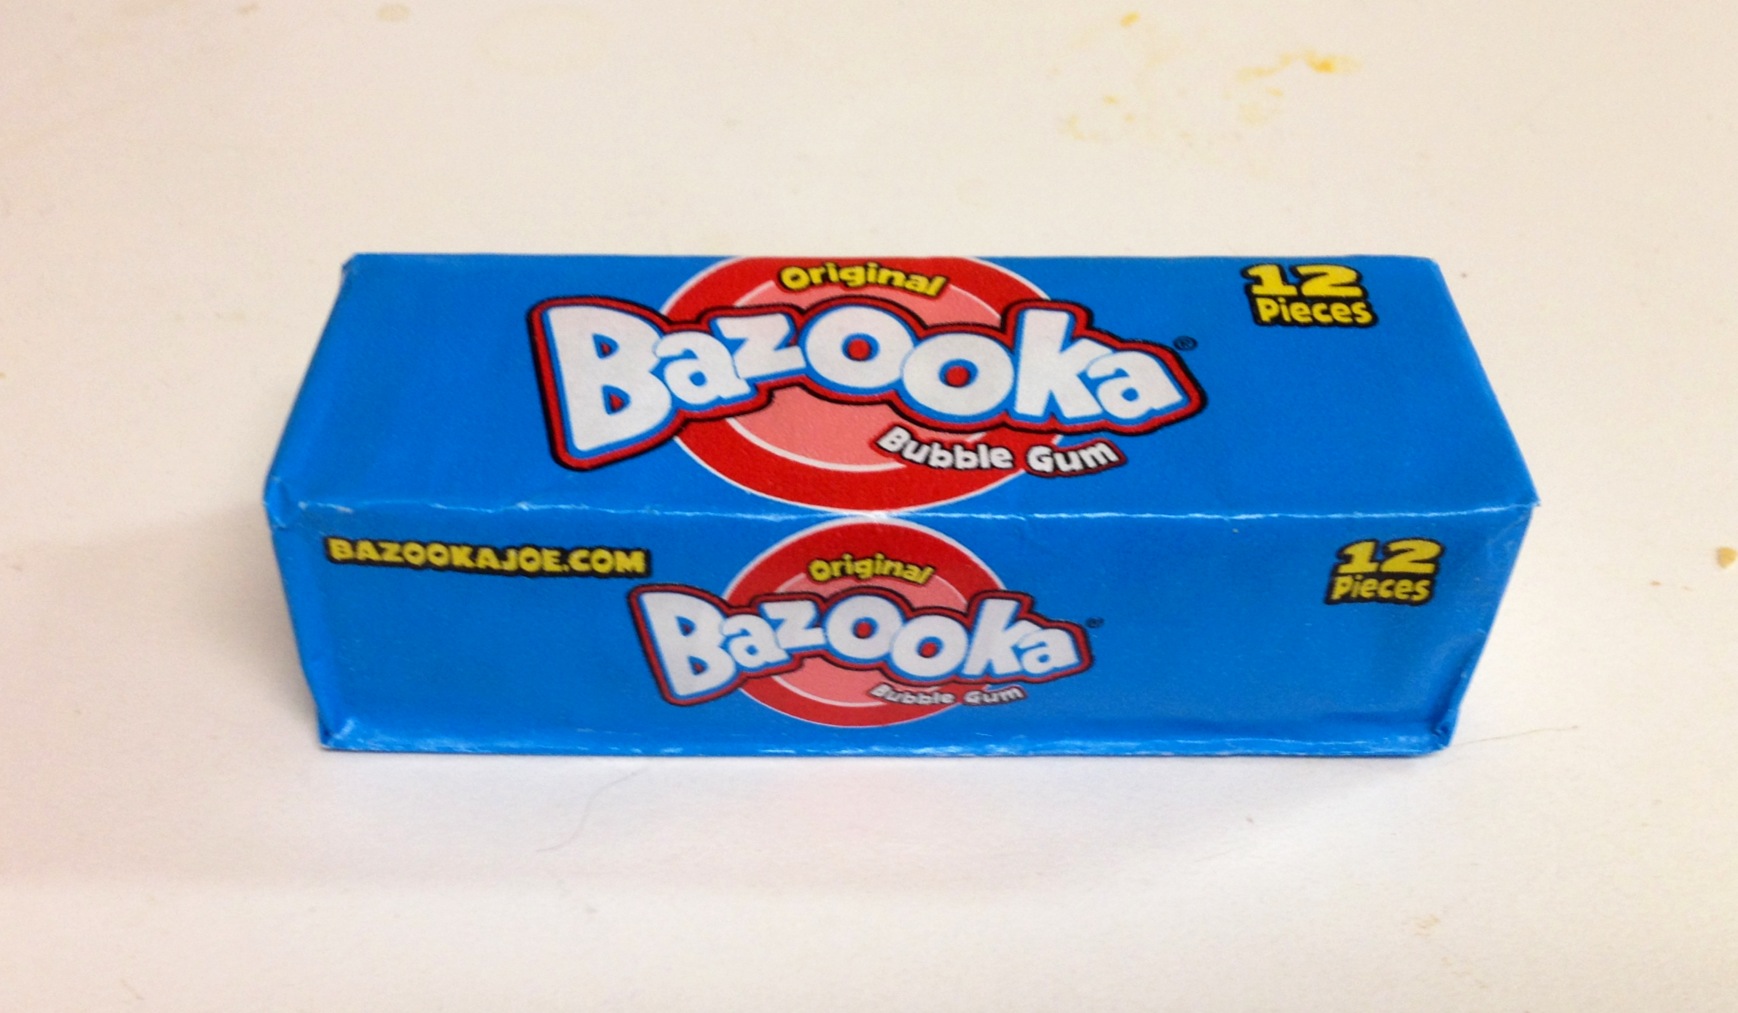 Original
12
Pieces
Bazooka®
Bubble Gum
BAZOOKAJOE.COM
12
Pieces
Original
Bazooka®
Bubble Gum